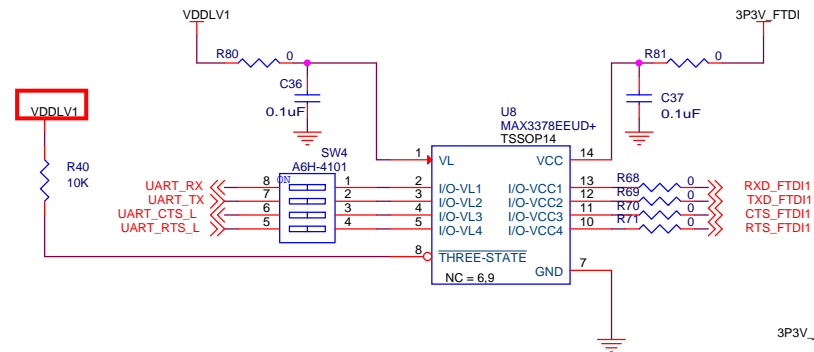 VDDLV1
3P3V_FTDI
R80 0
R81 0
C36
0.1uF
C37
0.1uF
VDDLV1
U8
MAX3378EEUD+
TSSOP14
R40
10K
SW4
A6H-4101
ON
1 VL VCC 14
UART_RX 8 1 2 I/O-VL1 I/O-VCC1 13 R68 0 RXD_FTDI1
UART_TX 7 2 3 I/O-VL2 I/O-VCC2 12 R69 0 TXD_FTDI1
UART_CTS_L 6 3 4 I/O-VL3 I/O-VCC3 11 R70 0 CTS_FTDI1
UART_RTS_L 5 4 5 I/O-VL4 I/O-VCC4 10 R71 0 RTS_FTDI1
8 THREE-STATE
GND 7
NC = 6,9
3P3V_